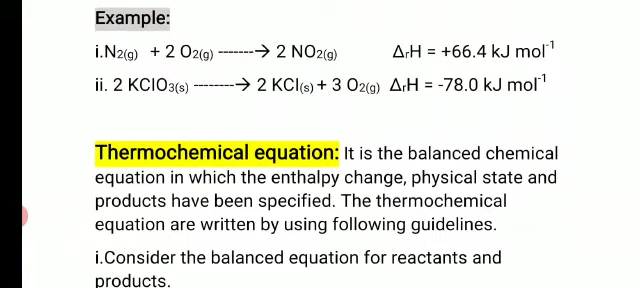 Example:
i.N2(g) + 2 O2(g) -------→ 2 NO2(g) ΔrH = +66.4 kJ mol-1
ii. 2 KClO3(s) --------→ 2 KCl(s) + 3 O2(g) ΔrH = -78.0 kJ mol-1
Thermochemical equation: It is the balanced chemical
equation in which the enthalpy change, physical state and
products have been specified. The thermochemical
equation are written by using following guidelines.
i.Consider the balanced equation for reactants and
products.